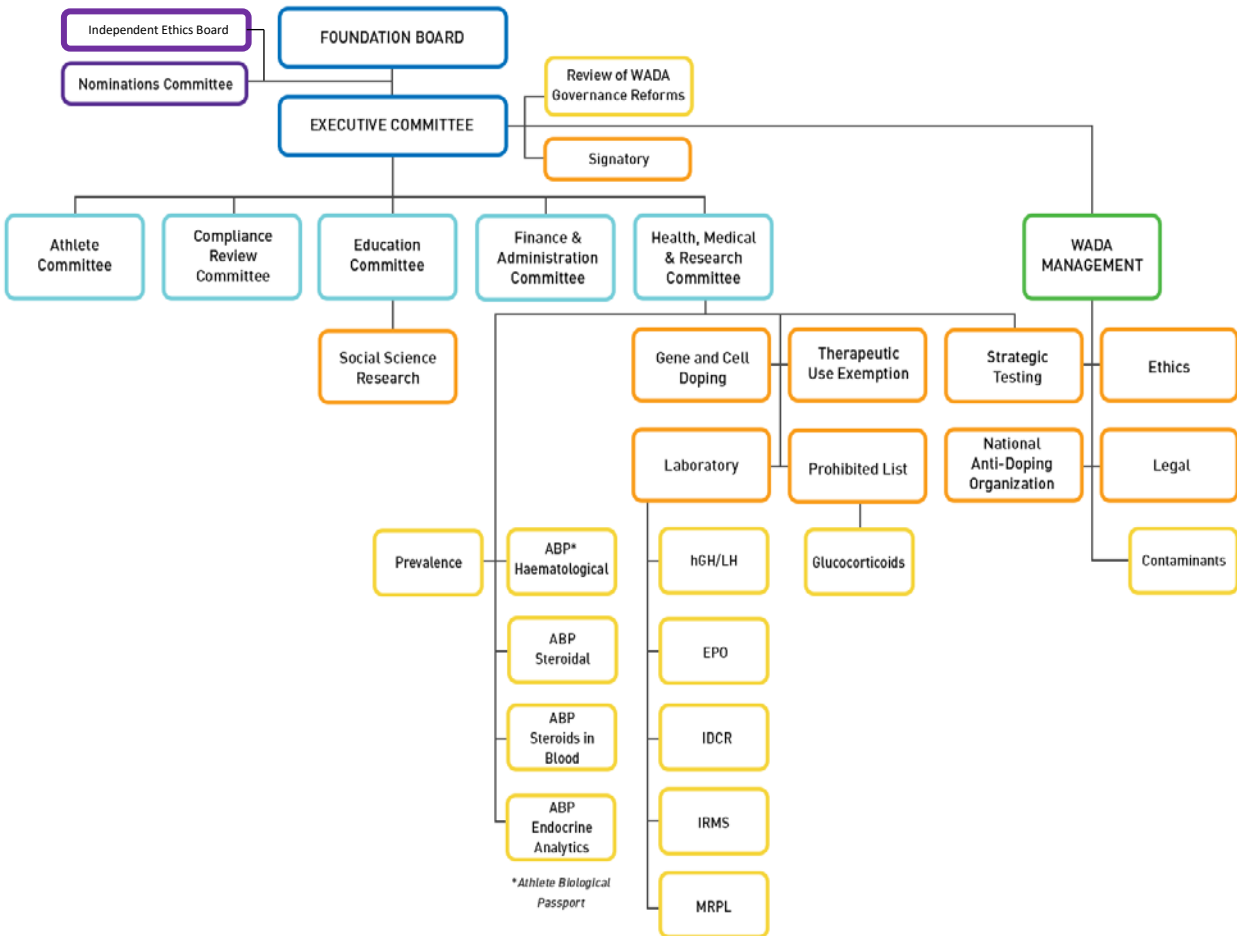 Independent Ethics Board
FOUNDATION BOARD
Nominations Committee
Review of WADA
Governance Reforms
EXECUTIVE COMMITTEE
Signatory
Athlete
Committee
Compliance
Review
Committee
Education
Committee
Finance &
Administration
Committee
Health, Medical
& Research
Committee
WADA
MANAGEMENT
Social Science
Research
Gene and Cell
Doping
Therapeutic
Use Exemption
Strategic
Testing
Ethics
Laboratory
Prohibited List
National
Anti-Doping
Organization
Legal
Prevalence
ABP*
Haematological
hGH/LH
Glucocorticoids
Contaminants
ABP
Steroidal
EPO
ABP
Steroids in
Blood
IDCR
ABP
Endocrine
Analytics
IRMS
*Athlete Biological
Passport
MRPL